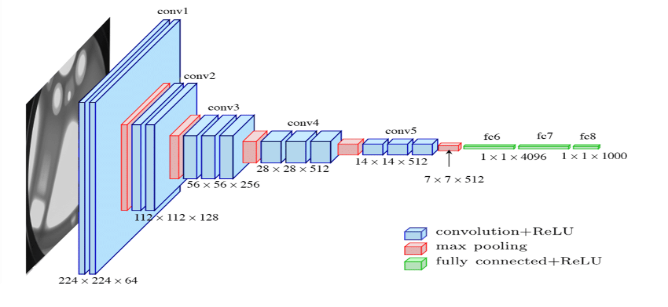 conv1
conv2
conv3
conv4
conv5
fc6
fc7
fc8
1 × 1 × 4096
1 × 1 × 1000
14 × 14 × 512
28 × 28 × 512
7 × 7 × 512
56 × 56 × 256
112 × 112 × 128
224 × 224 × 64
convolution+ReLU
max pooling
fully connected+ReLU